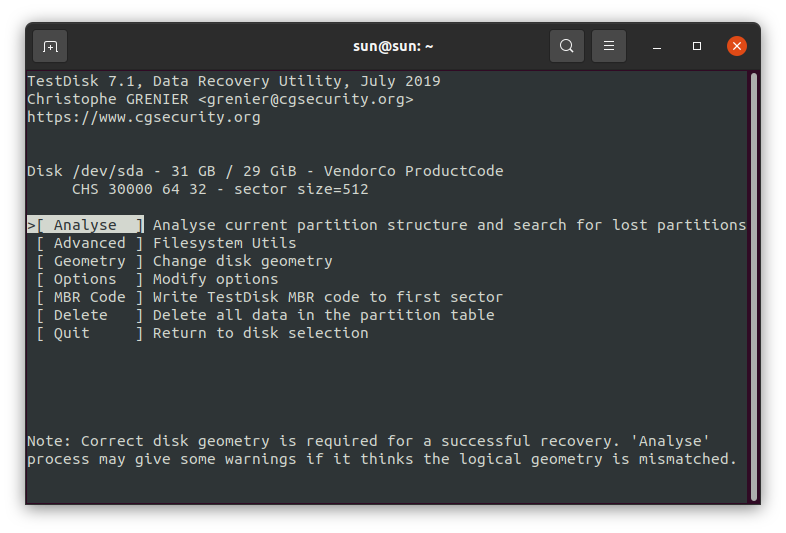 sun@sun: ~
TestDisk 7.1, Data Recovery Utility, July 2019
Christophe GRENIER <grenier@cgsecurity.org>
https://www.cgsecurity.org
Disk /dev/sda - 31 GB / 29 GiB - VendorCo ProductCode
CHS 30000 64 32 - sector size=512
>[ Analyse  ] Analyse current partition structure and search for lost partitions
[ Advanced ] Filesystem Utils
[ Geometry ] Change disk geometry
[ Options  ] Modify options
[ MBR Code ] Write TestDisk MBR code to first sector
[ Delete   ] Delete all data in the partition table
[ Quit     ] Return to disk selection
Note: Correct disk geometry is required for a successful recovery. 'Analyse'
process may give some warnings if it thinks the logical geometry is mismatched.